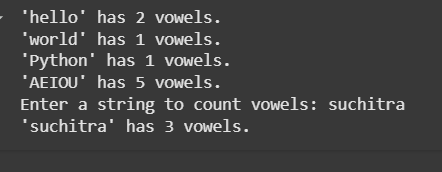 'hello' has 2 vowels.
'world' has 1 vowels.
'Python' has 1 vowels.
'AEIOU' has 5 vowels.
Enter a string to count vowels: suchitra
'suchitra' has 3 vowels.